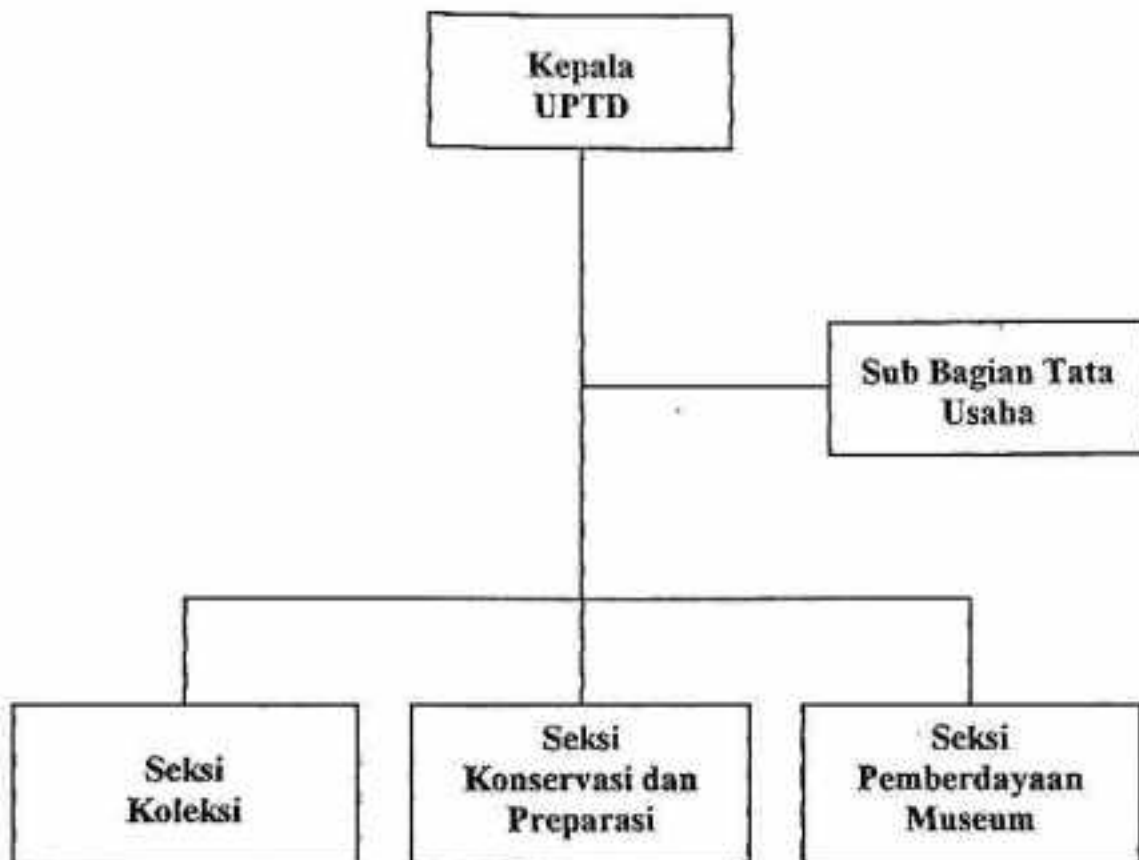 Kepala
UPTD
Sub Bagian Tata
Usaha
Seksi
Koleksi
Seksi
Konservasi dan
Preparasi
Seksi
Pemberdayaan
Museum